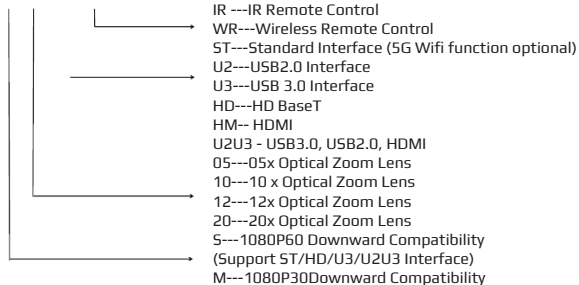 IR ---IR Remote Control
WR---Wireless Remote Control
ST---Standard Interface (5G Wifi function optional)
U2---USB2.0 Interface
U3---USB 3.0 Interface
HD---HD BaseT
HM-- HDMI
U2U3 - USB3.0, USB2.0, HDMI
05---05x Optical Zoom Lens
10---10 x Optical Zoom Lens
12---12x Optical Zoom Lens
20---20x Optical Zoom Lens
S---1080P60 Downward Compatibility
(Support ST/HD/U3/U2U3 Interface)
M---1080P30Downward Compatibility